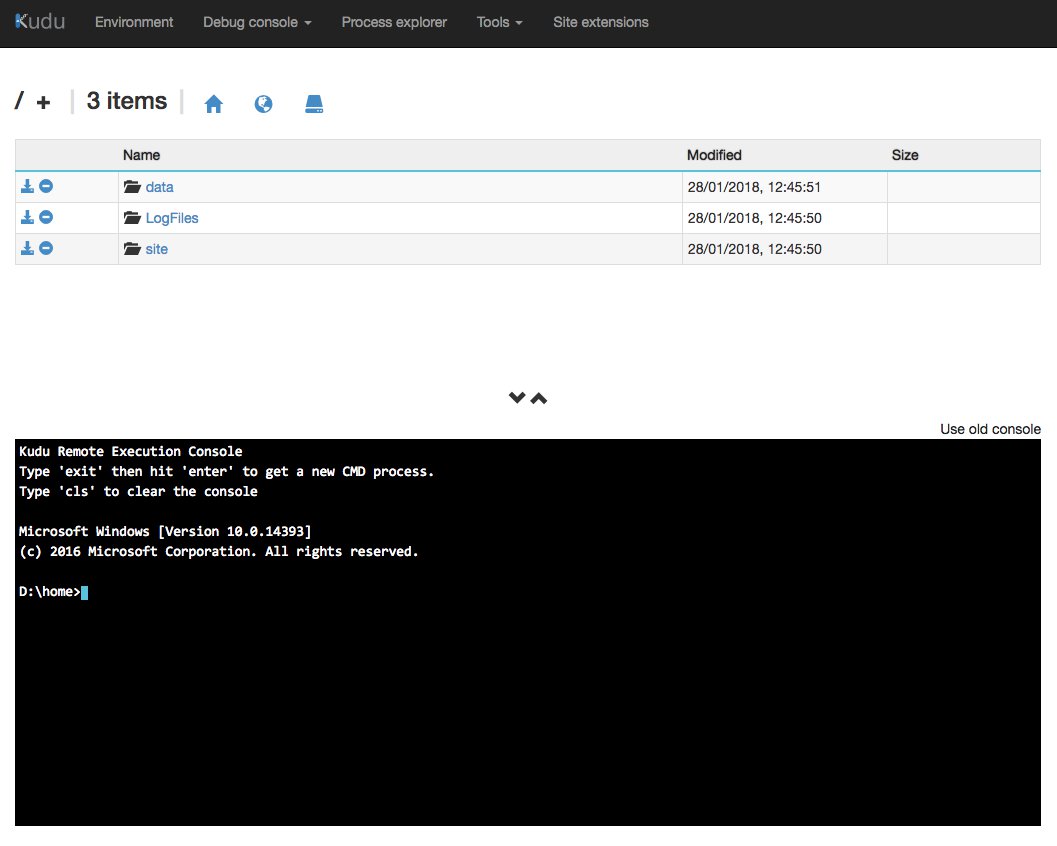 Kudu Environment Debug console Process explorer Tools Site extensions
/ + | 3 items |
Name Modified Size
data 28/01/2018, 12:45:51
LogFiles 28/01/2018, 12:45:50
site 28/01/2018, 12:45:50
Use old console
Kudu Remote Execution Console
Type 'exit' then hit 'enter' to get a new CMD process.
Type 'cls' to clear the console
Microsoft Windows [Version 10.0.14393]
(c) 2016 Microsoft Corporation. All rights reserved.
D:\home>